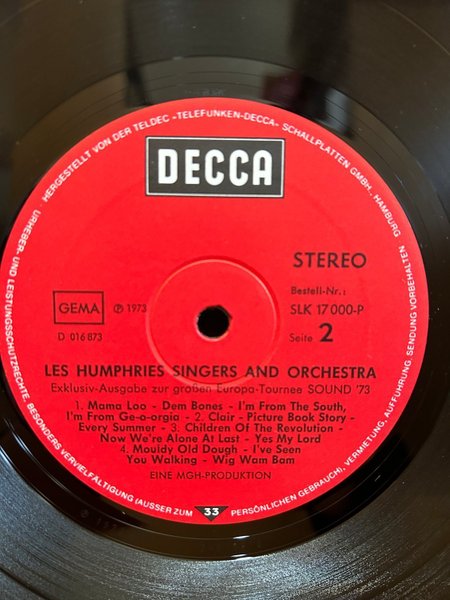 HERGESTELLT VON DER TELDEC »TELEFUNKEN-DECCA« SCHALLPLATTEN GMBH., HAMBURG
DECCA
STEREO
Bestell-Nr.:
SLK 17 000-P
Seite 2
GEMA
℗ 1973
D 016 873
LES HUMPHRIES SINGERS AND ORCHESTRA
Exklusiv-Ausgabe zur großen Europa-Tournee SOUND '73
1. Mama Loo - Dem Bones - I'm From The South,
I'm From Ge-o-orgia - 2. Clair - Picture Book Story -
Every Summer - 3. Children Of The Revolution -
Now We're Alone At Last - Yes My Lord
4. Mouldy Old Dough - I've Seen
You Walking - Wig Wam Bam
EINE MGH-PRODUKTION
33
URHEBER- UND LEISTUNGSSCHUTZRECHTE, BESONDERS VERVIELFÄLTIGUNG (AUSSER ZUM PERSÖNLICHEN GEBRAUCH), VERMIETUNG, AUFFÜHRUNG, SENDUNG VORBEHALTEN